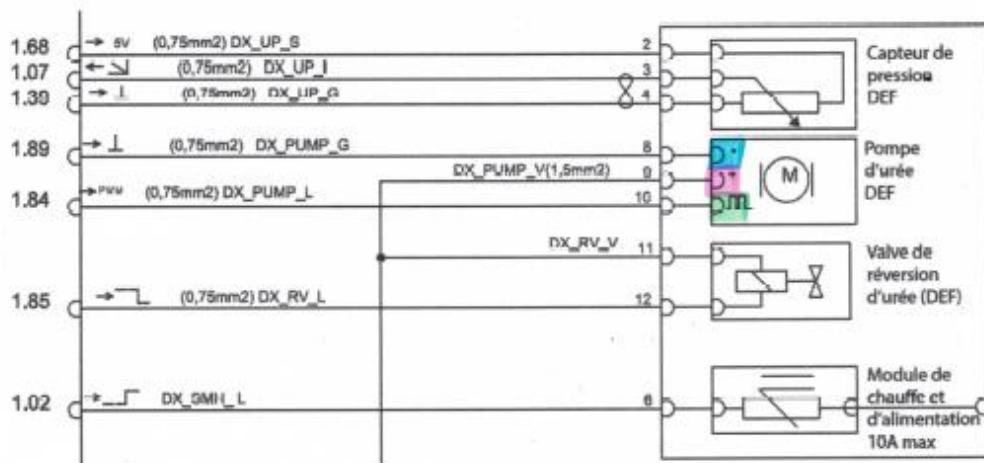 1.68 5V (0,75mm2) DX_UP_S 2
1.07 (0,75mm2) DX_UP_I 3
1.39 (0,75mm2) DX_UP_G 4
Capteur de
pression
DEF
1.89 (0,75mm2) DX_PUMP_G 8
DX_PUMP_V(1,5mm2) 9
1.84 PWM (0,75mm2) DX_PUMP_L 10
- + M
Pompe
d'urée
DEF
DX_RV_V 11
1.85 (0,75mm2) DX_RV_L 12
Valve de
réversion
d'urée (DEF)
1.02 DX_SMH_L 6
Module de
chauffe et
d'alimentation
10A max